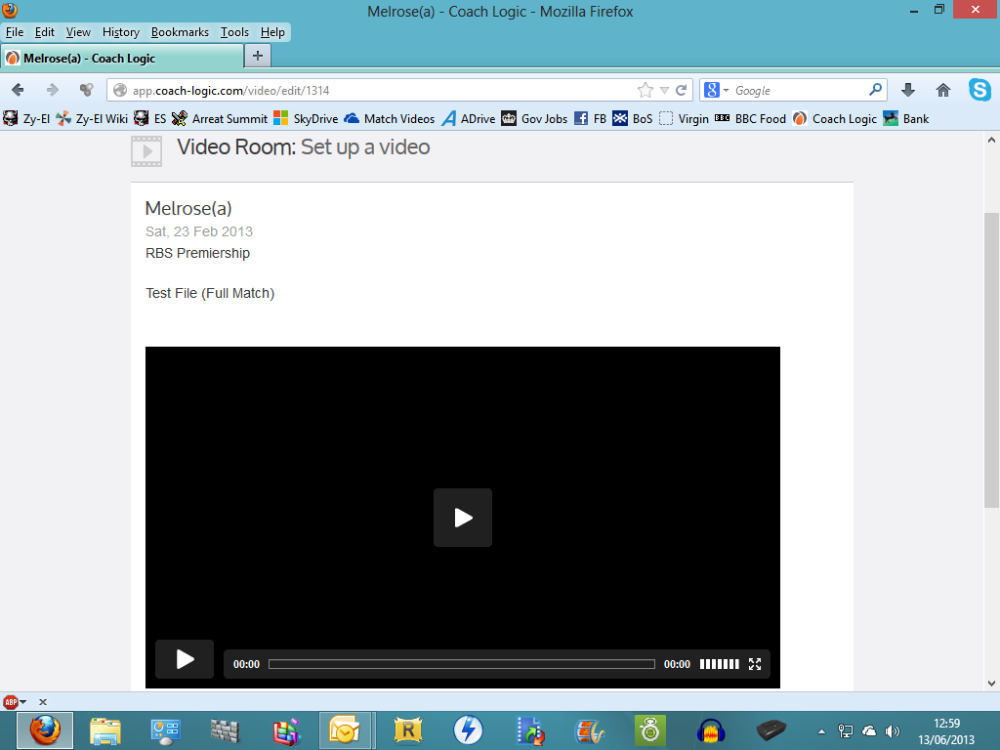 Melrose(a) - Coach Logic - Mozilla Firefox
File Edit View History Bookmarks Tools Help
Melrose(a) - Coach Logic
app.coach-logic.com/video/edit/1314
Google
Zy-El Zy-El Wiki ES Arreat Summit SkyDrive Match Videos ADrive Gov Jobs FB BoS Virgin BBC BBC Food Coach Logic Bank
Video Room: Set up a video
Melrose(a)
Sat, 23 Feb 2013
RBS Premiership
Test File (Full Match)
00:00 00:00
ABP
12:59
13/06/2013